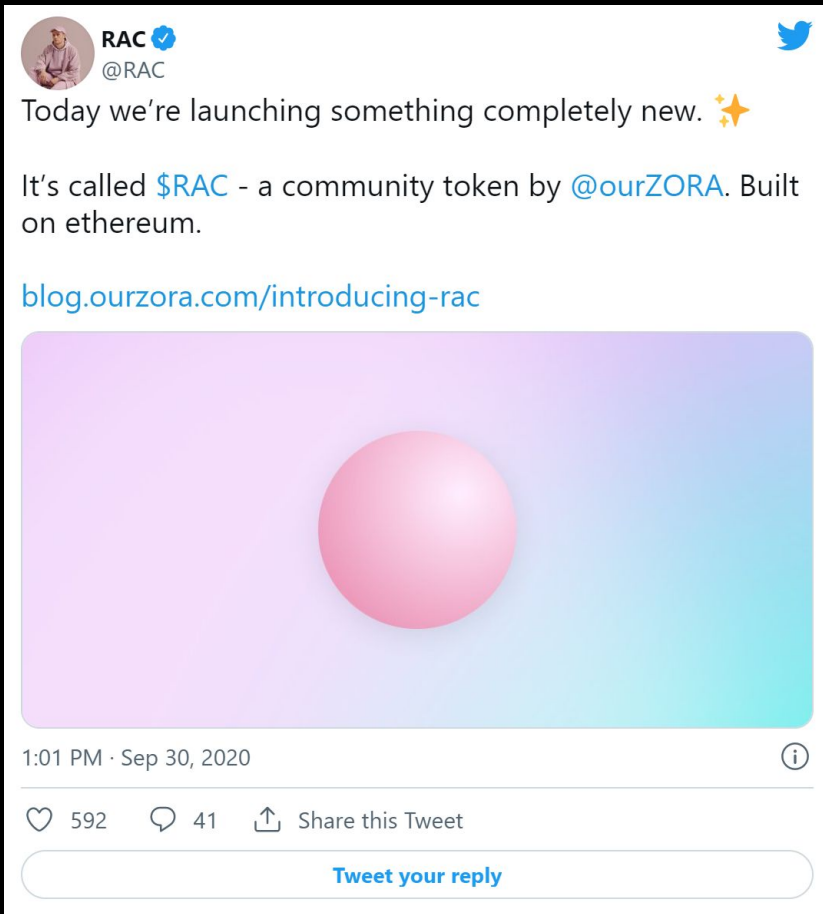 RAC
@RAC
Today we’re launching something completely new. ✨
It’s called $RAC - a community token by @ourZORA. Built
on ethereum.
blog.ourzora.com/introducing-rac
1:01 PM · Sep 30, 2020
592 41 Share this Tweet
Tweet your reply